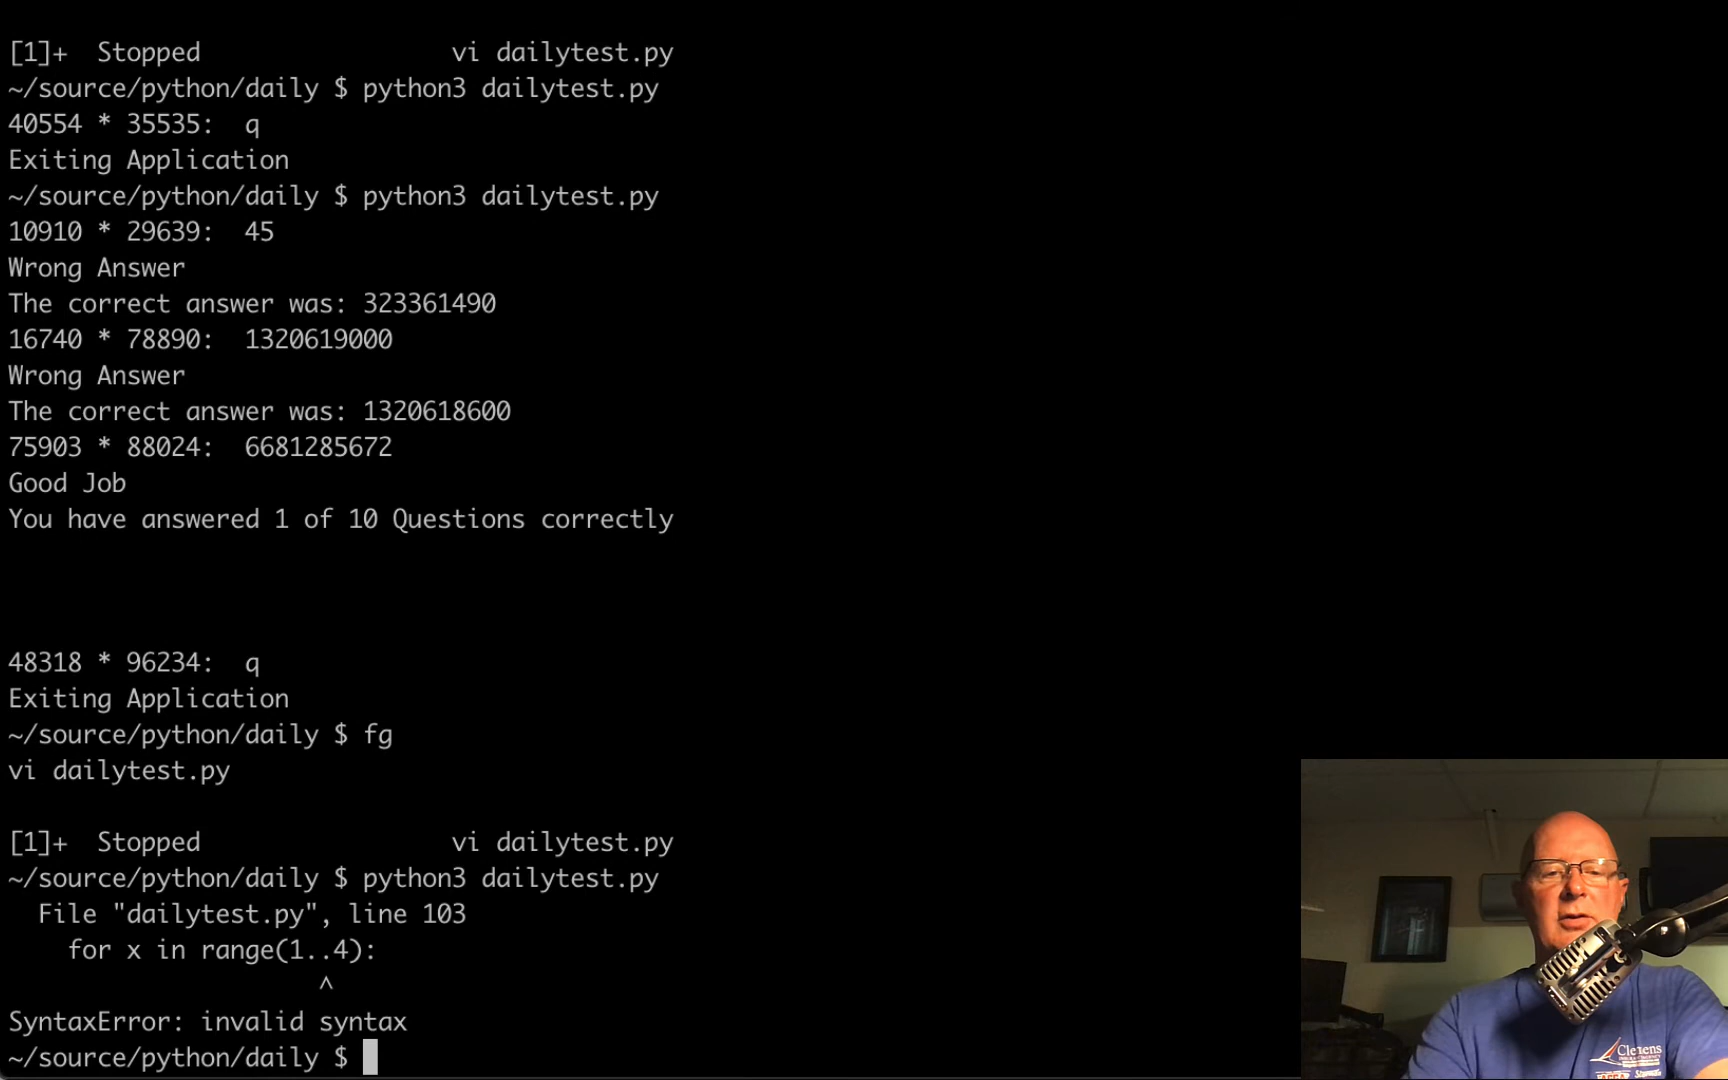 [1]+  Stopped                 vi dailytest.py
~/source/python/daily $ python3 dailytest.py
40554 * 35535:  q
Exiting Application
~/source/python/daily $ python3 dailytest.py
10910 * 29639:  45
Wrong Answer
The correct answer was: 323361490
16740 * 78890:  1320619000
Wrong Answer
The correct answer was: 1320618600
75903 * 88024:  6681285672
Good Job
You have answered 1 of 10 Questions correctly
48318 * 96234:  q
Exiting Application
~/source/python/daily $ fg
vi dailytest.py
[1]+  Stopped                 vi dailytest.py
~/source/python/daily $ python3 dailytest.py
  File "dailytest.py", line 103
    for x in range(1..4):
                     ^
SyntaxError: invalid syntax
~/source/python/daily $